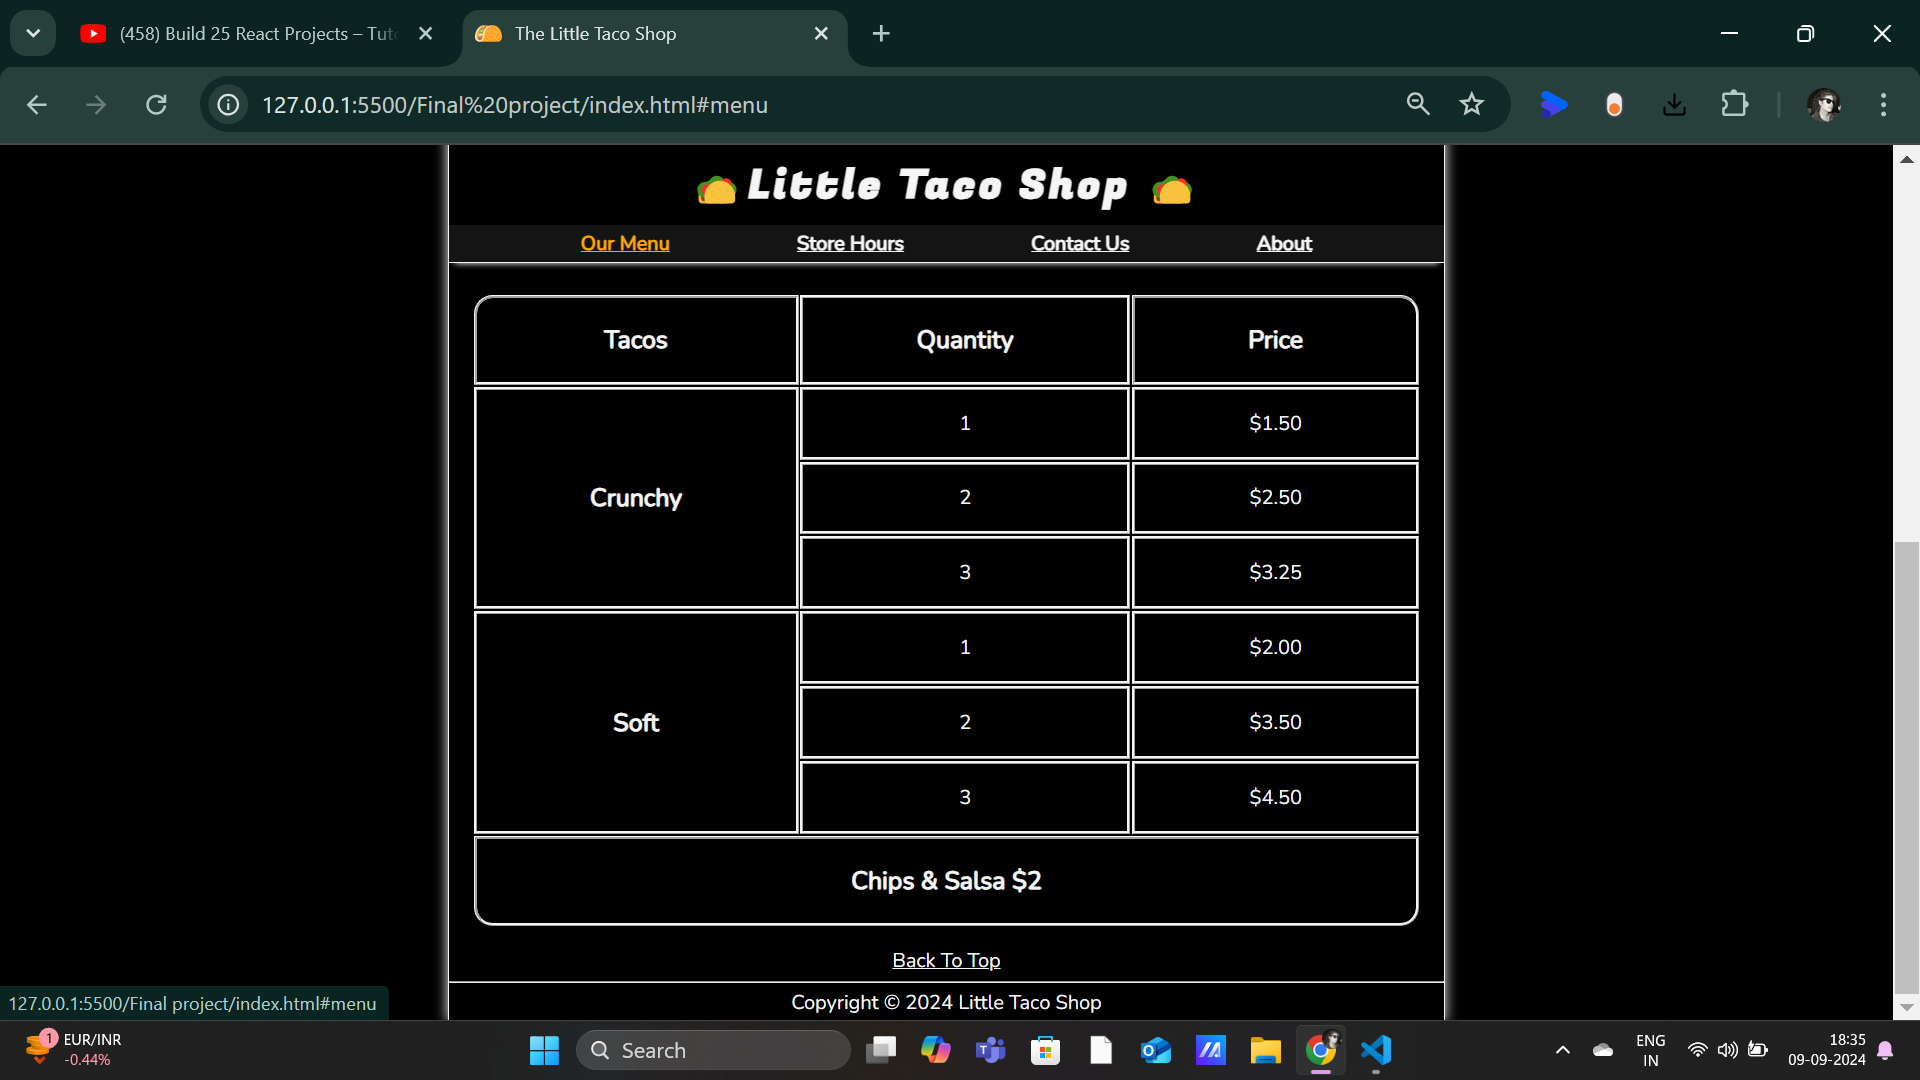 (458) Build 25 React Projects – Tut
The Little Taco Shop
127.0.0.1:5500/Final%20project/index.html#menu
Little Taco Shop
Our Menu Store Hours Contact Us About
Tacos Quantity Price
Crunchy
1 $1.50
2 $2.50
3 $3.25
Soft
1 $2.00
2 $3.50
3 $4.50
Chips & Salsa $2
Back To Top
Copyright © 2024 Little Taco Shop
127.0.0.1:5500/Final project/index.html#menu
1
EUR/INR
-0.44%
Search
ENG
IN
18:35
09-09-2024